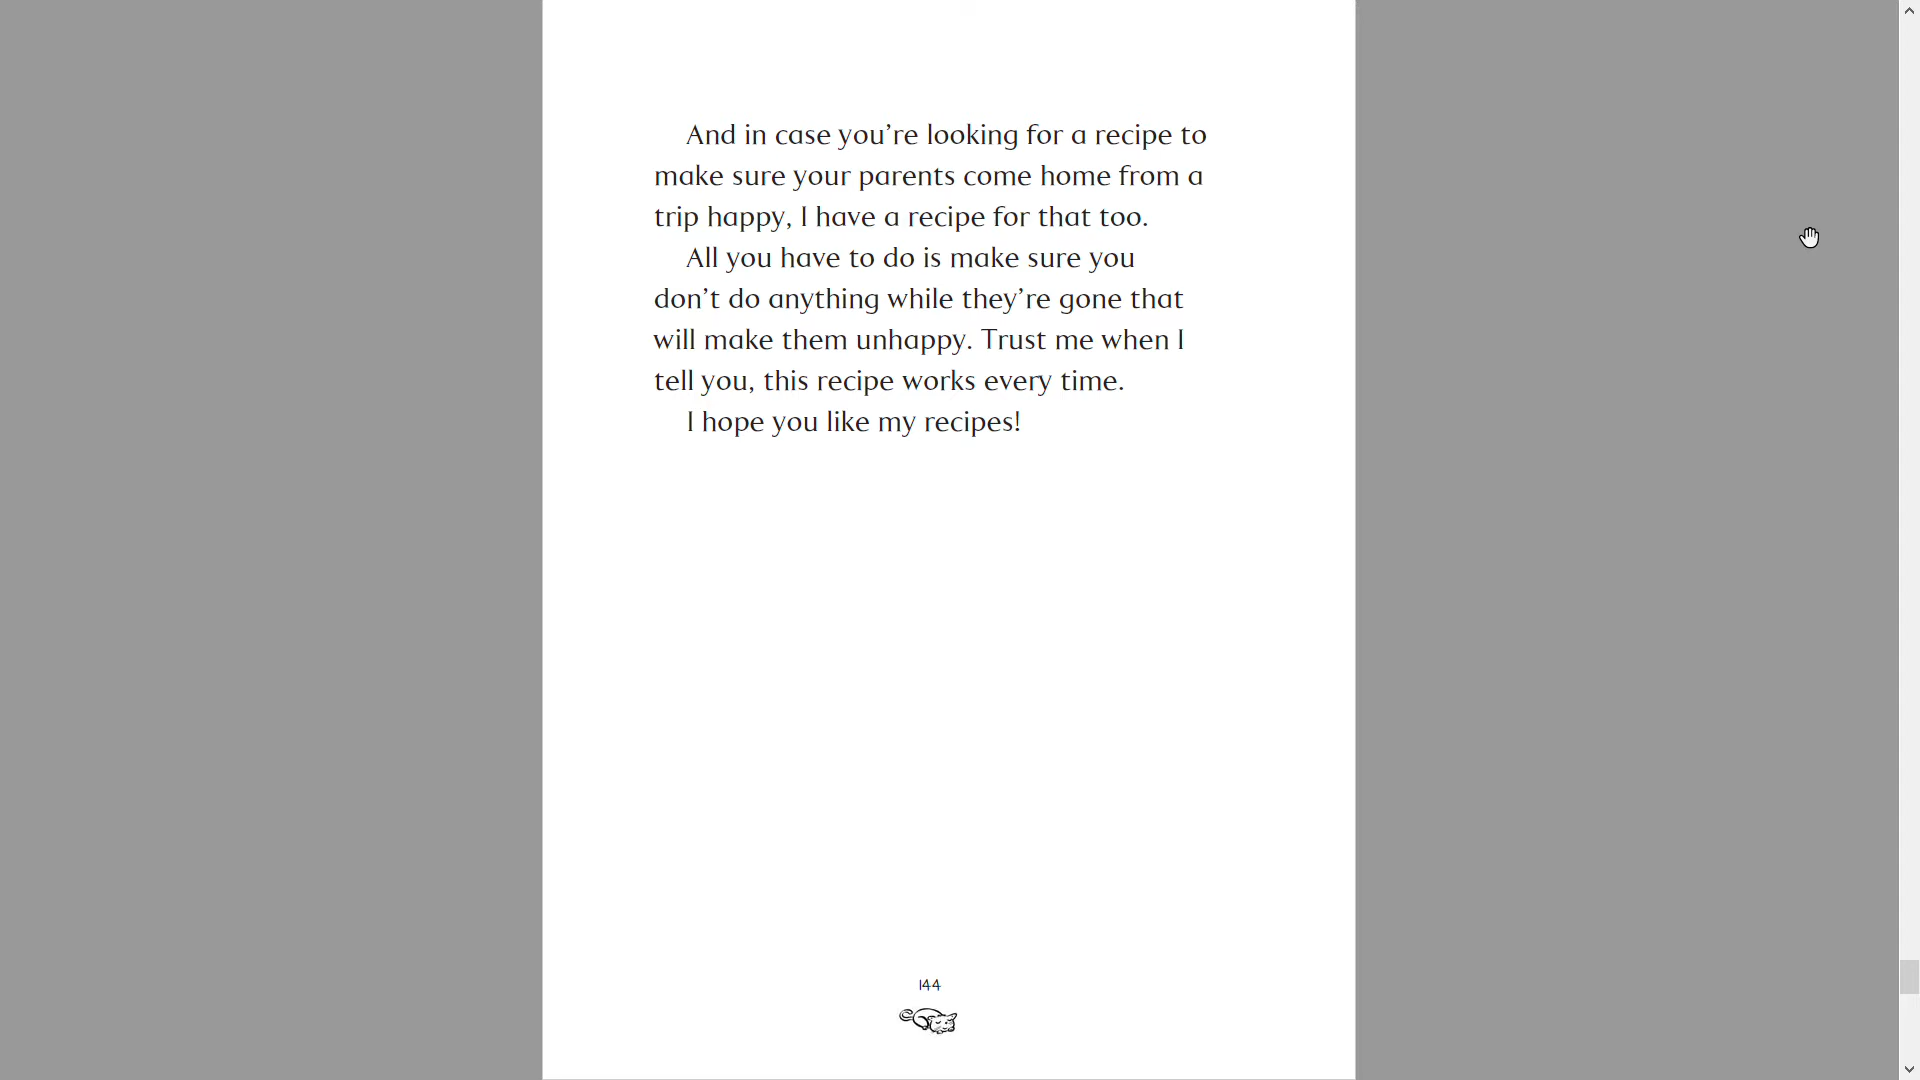 And in case you’re looking for a recipe to
make sure your parents come home from a
trip happy, I have a recipe for that too.
All you have to do is make sure you
don’t do anything while they’re gone that
will make them unhappy. Trust me when I
tell you, this recipe works every time.
I hope you like my recipes!
144